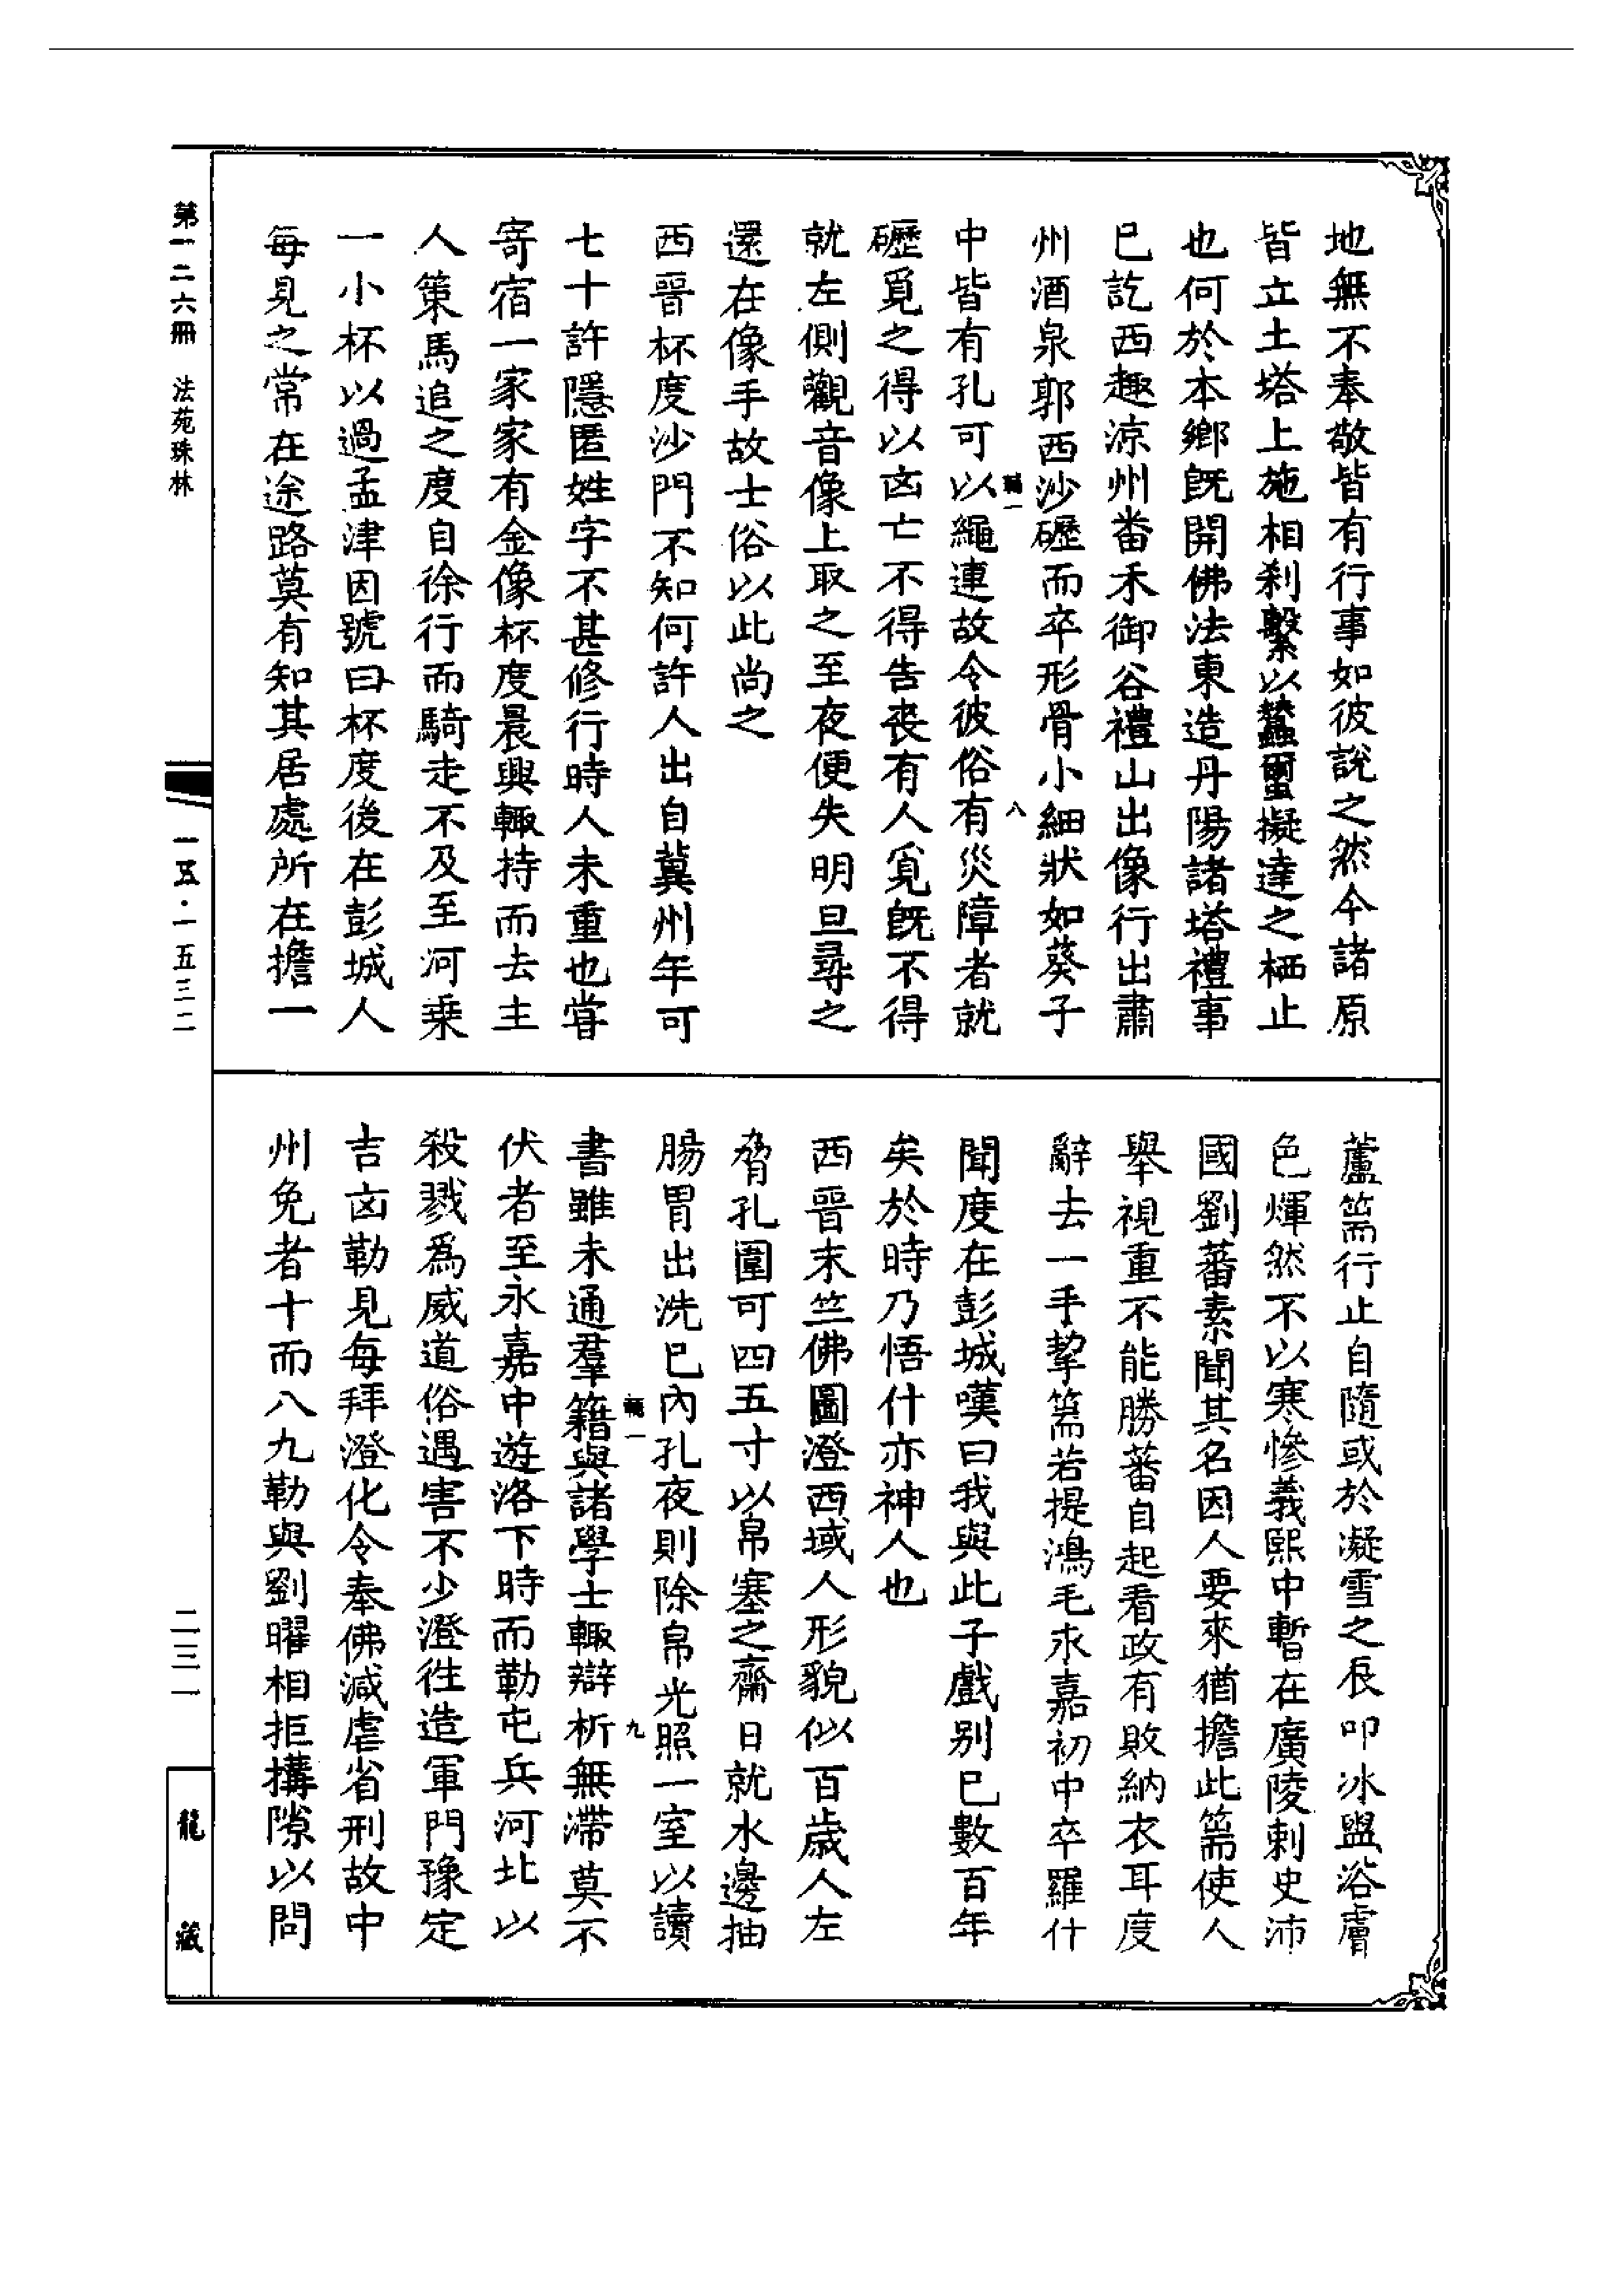 地無不奉敬皆有行事如彼說之然今諸原
皆立土塔上施相刹繫以蠶蠒擬達之栖止
也何於本鄉旣開佛法東造丹陽諸塔禮事
已訖西趣涼州畨禾御谷禮山出像行出肅
州酒泉郭西沙礰而卒形骨小細狀如葵子
中皆有孔可以繩連故令彼俗有災障者就
礰覓之得以凶亡不得告喪有人覓旣不得
就左側觀音像上取之至夜便失明旦尋之
還在像手故士俗以此尚之
西晉杯度沙門不知何許人出自冀州年可
七十許隱匿姓字不甚修行時人未重也甞
寄宿一家家有金像杯度晨興輒持而去主
人策馬追之度自徐行而騎走不及至河乗
一小杯以過孟津因號曰杯度後在彭城人
每見之常在途路莫有知其居處所在擔一
蘆篅行止自隨或於凝雪之辰叩冰盥浴膚
色煇然不以寒慘義熙中暫在廣陵刺史沛
國劉蕃素聞其名因人要來猶擔此篅使人
舉視重不能勝蕃自起看政有敗納衣耳度
辭去一手挈篅若提鴻毛永嘉初中卒羅什
聞度在彭城嘆曰我與此子戲別已數百年
矣於時乃悟什亦神人也
西晉末竺佛圖澄西域人形貌似百歲人左
脅孔圍可四五寸以帛塞之齋日就水邊抽
腸胃出洗已內孔夜則除帛光照一室以讀
書雖未通羣籍與諸學士輒辯析無滯莫不
伏者至永嘉中遊洛下時而勒屯兵河北以
殺戮爲威道俗遇害不少澄往造軍門豫定
吉凶勒見每拜澄化令奉佛減虐省刑故中
州免者十而八九勒與劉曜相拒搆隙以問
第一二六冊 法苑珠林
一五·一五三二
二三一
龍藏
一
八
一
九